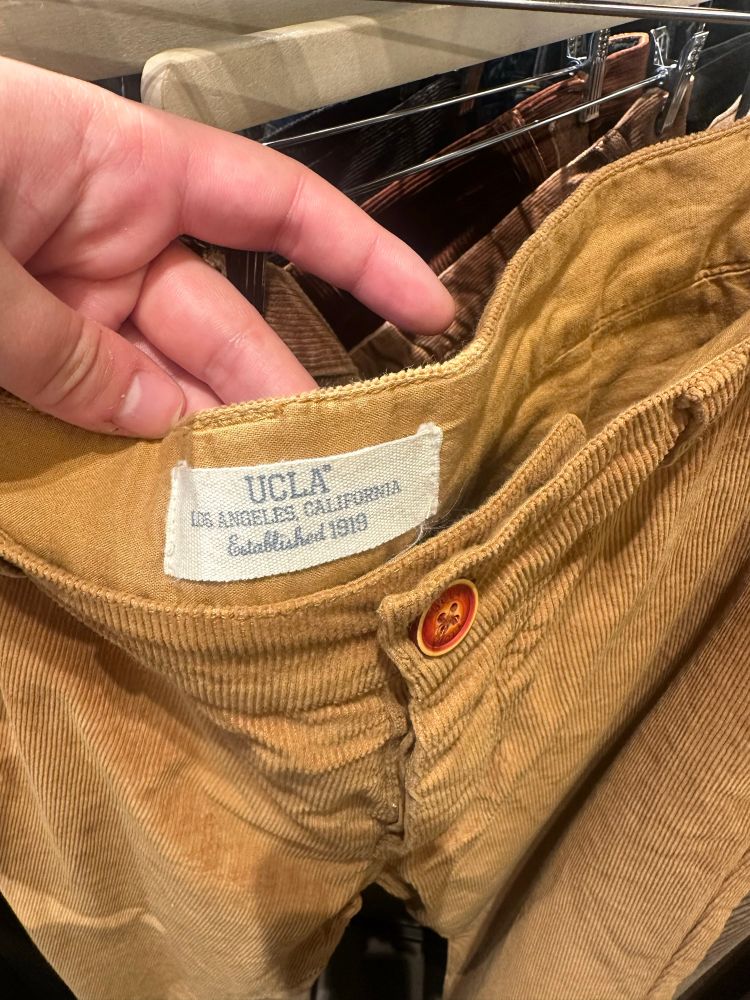 UCLA®
LOS ANGELES, CALIFORNIA
Established 1919